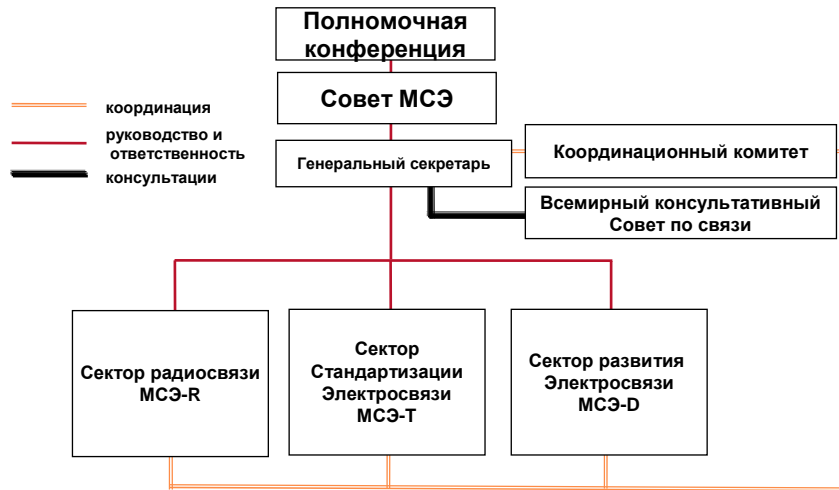 Полномочная
конференция
Совет МСЭ
координация
руководство и
ответственность
консультации
Генеральный секретарь
Координационный комитет
Всемирный консультативный
Совет по связи
Сектор радиосвязи
МСЭ-R
Сектор
Стандартизации
Электросвязи
МСЭ-T
Сектор развития
Электросвязи
МСЭ-D